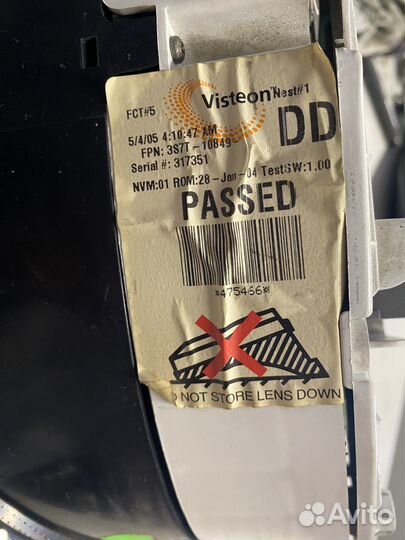 FCT#5
Visteon™ Nest#1
5/4/05 4:10:47 AM
FPN: 3S7T-10849-
DD
Serial #: 317351
NVM:01 ROM:28-Jan-04 TestSW:1.00
PASSED
*475466*
O NOT STORE LENS DOWN
Avito